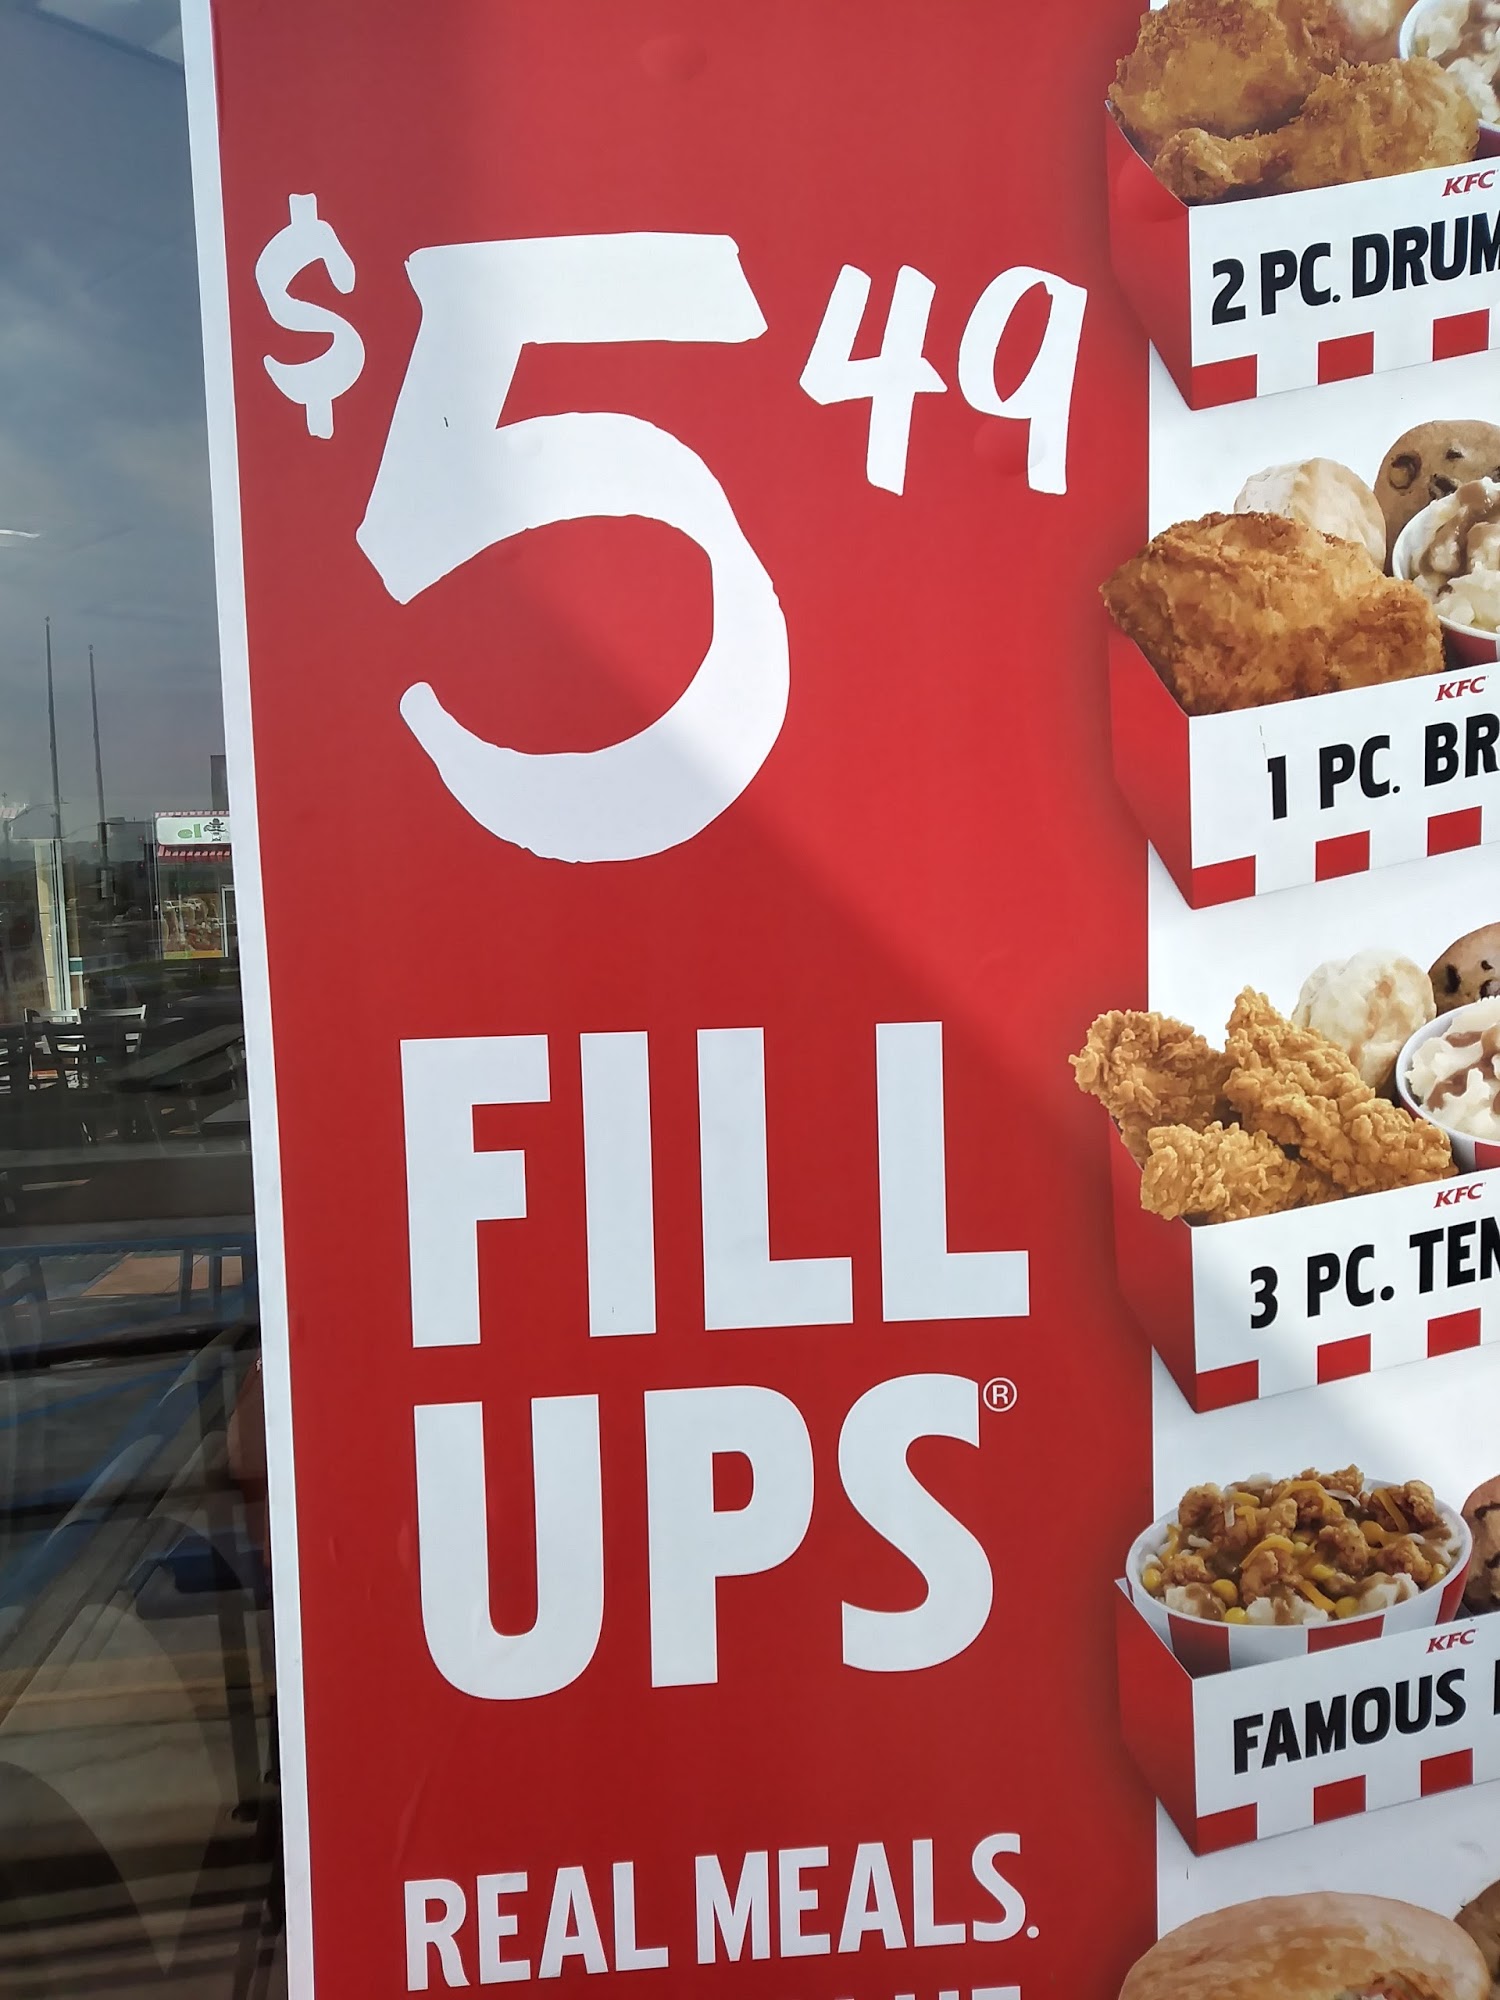 $5 49
FILL
UPS®
REAL MEALS.
KFC
2 PC. DRUM
KFC
1 PC. BR
KFC
3 PC. TEN
KFC
FAMOUS
el